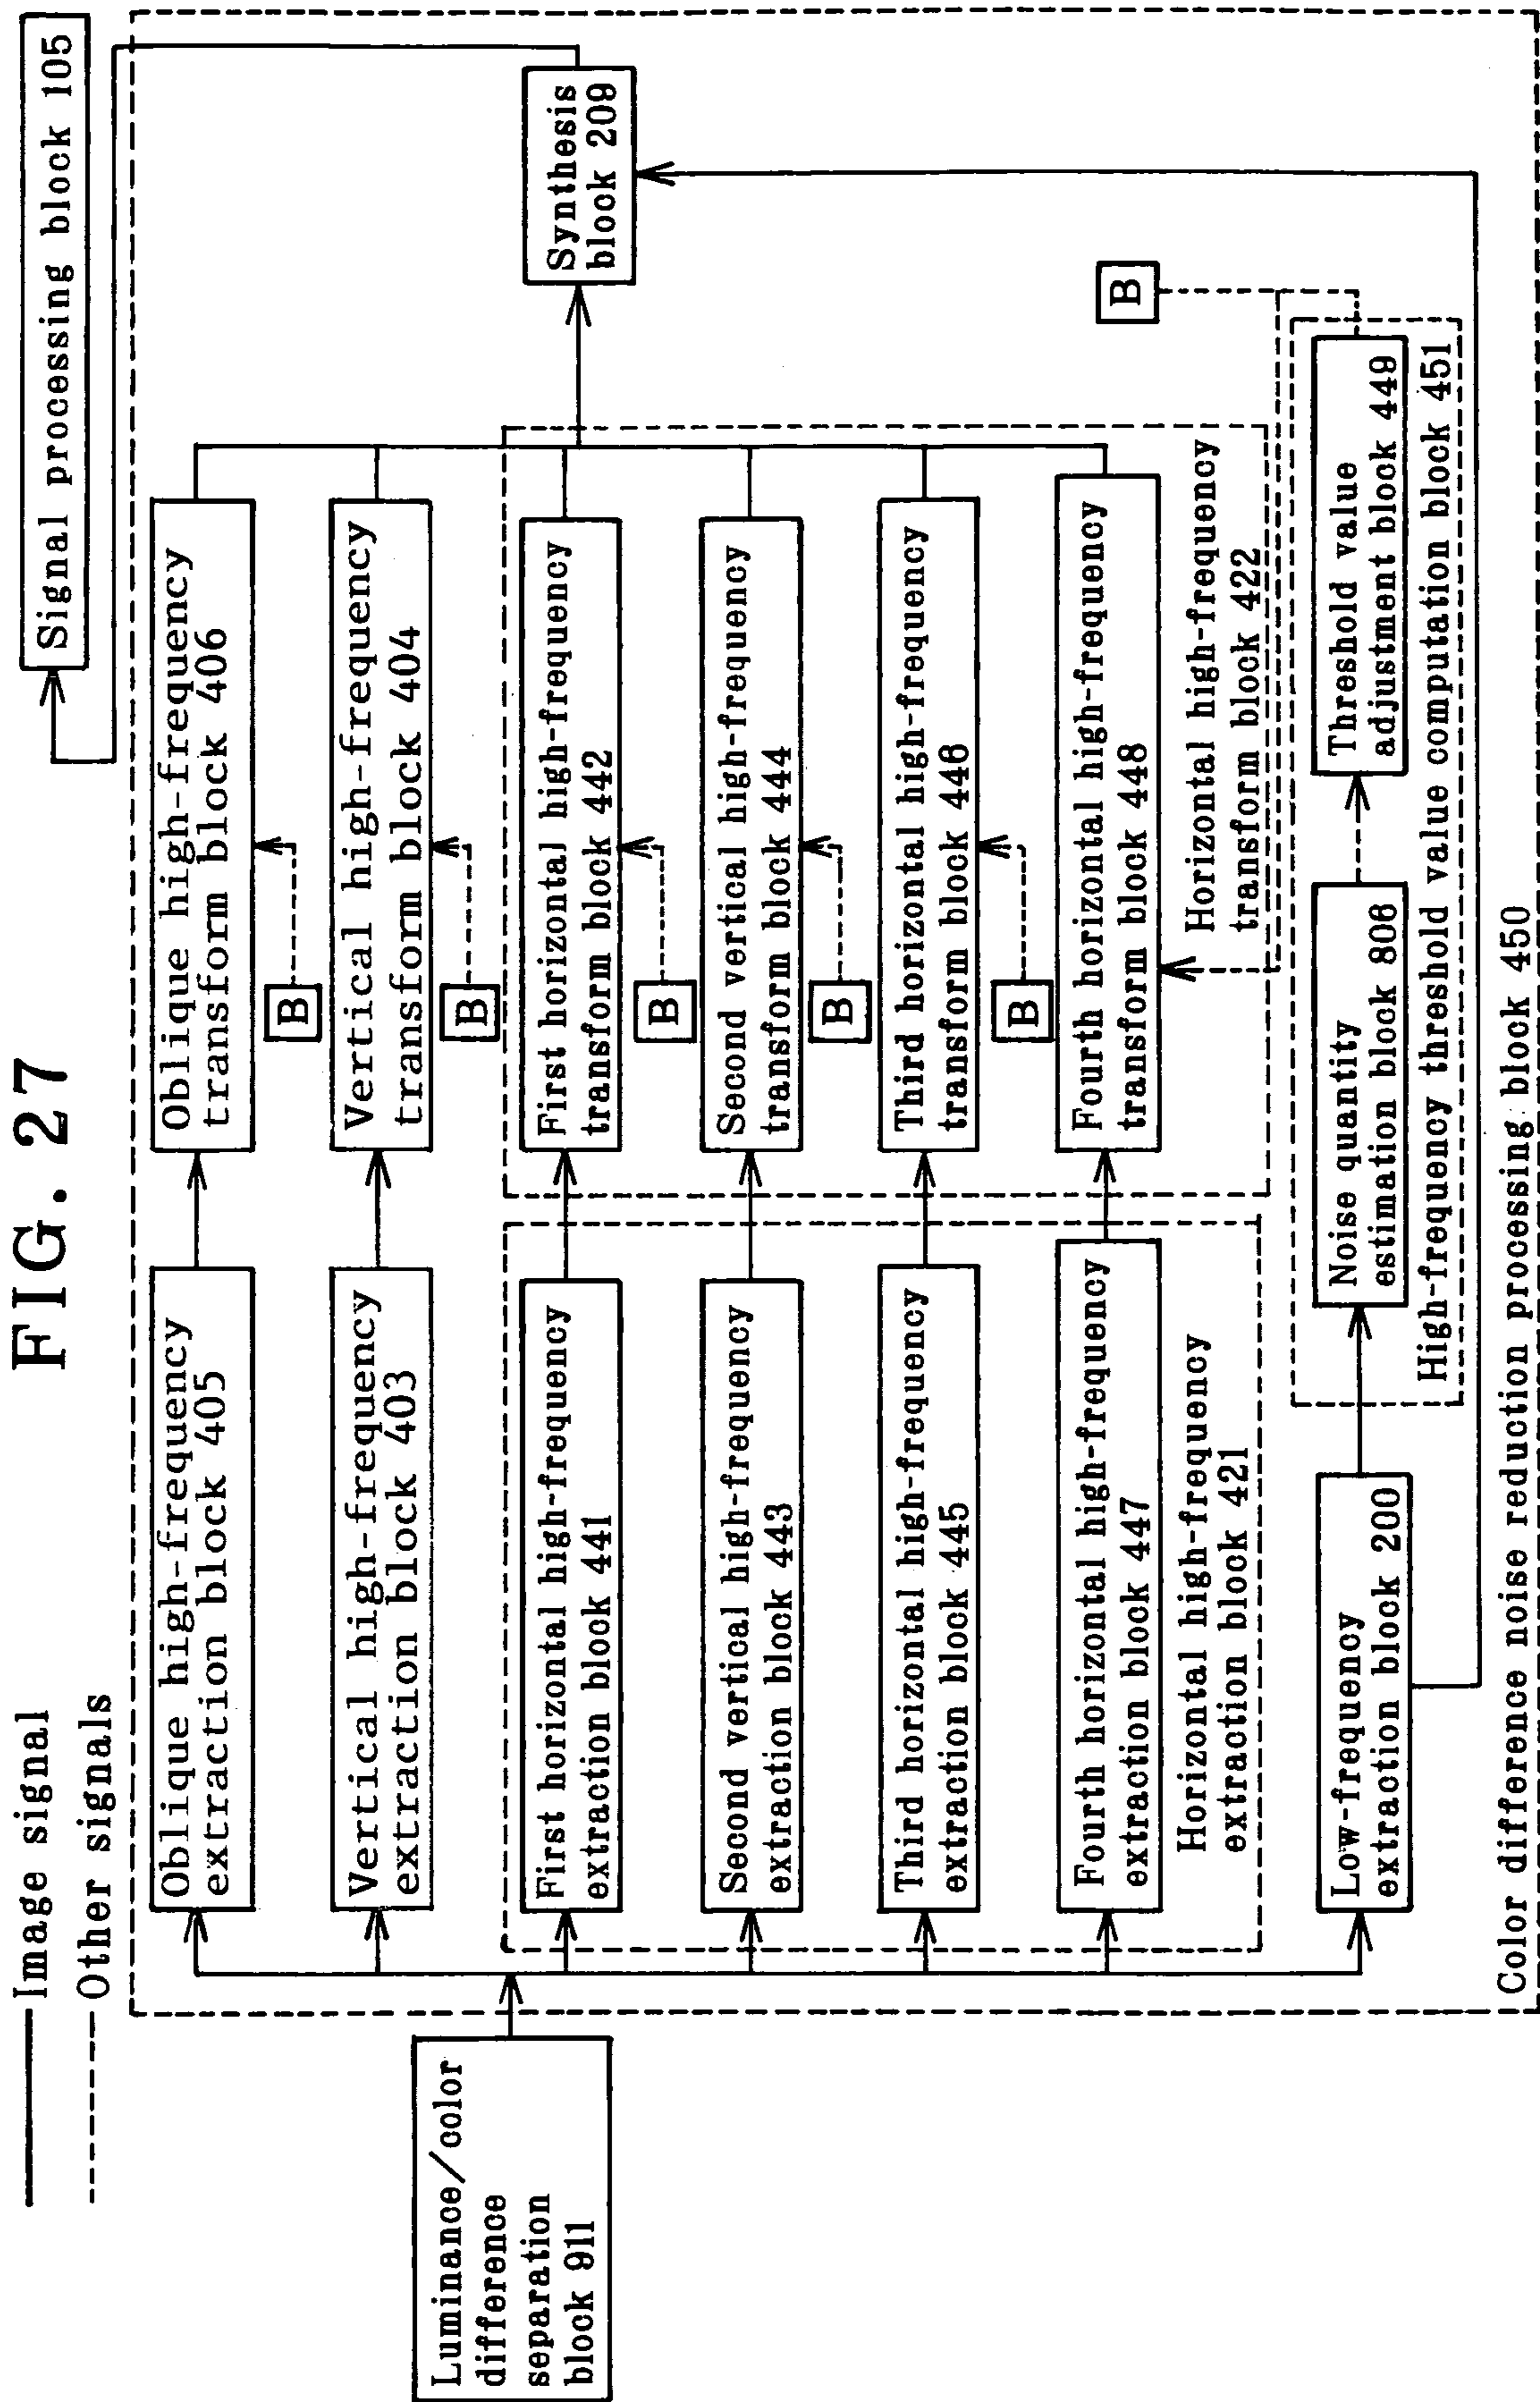 FIG. 27
Image signal
Other signals
Signal processing block 105
Luminance/color
difference
separation
block 911
Oblique high-frequency
extraction block 405
Oblique high-frequency
transform block 406
B
Vertical high-frequency
extraction block 403
Vertical high-frequency
transform block 404
B
First horizontal high-frequency
extraction block 441
First horizontal high-frequency
transform block 442
B
Synthesis
block 209
Second vertical high-frequency
extraction block 443
Second vertical high-frequency
transform block 444
B
Third horizontal high-frequency
extraction block 445
Third horizontal high-frequency
transform block 446
B
Fourth horizontal high-frequency
extraction block 447
Fourth horizontal high-frequency
transform block 448
B
Horizontal high-frequency
extraction block 421
Horizontal high-frequency
transform block 422
Low-frequency
extraction block 200
Noise quantity
estimation block 806
Threshold value
adjustment block 449
High-frequency threshold value computation block 451
Color difference noise reduction processing block 450